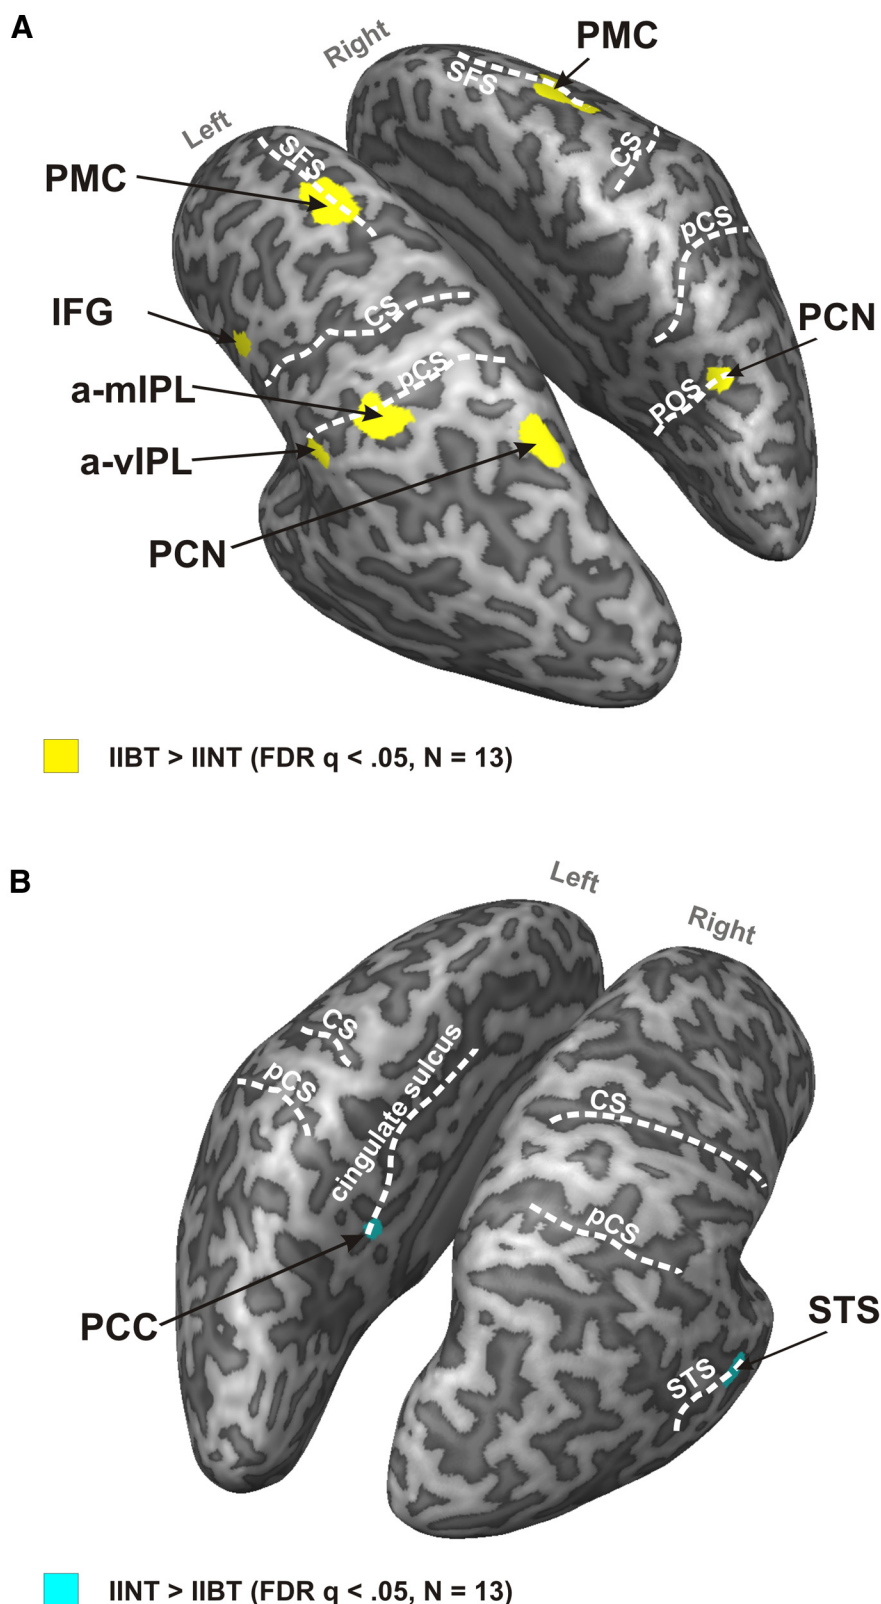 A
Right
PMC
SFS
Left
SFS
PMC
CS
pCS
IFG
CS
PCN
a-mIPL
pCS
POS
a-vIPL
PCN
IIBT > IINT (FDR q < .05, N = 13)
B
Left
Right
CS
cingulate sulcus
pCS
CS
pCS
PCC
STS
STS
IINT > IIBT (FDR q < .05, N = 13)